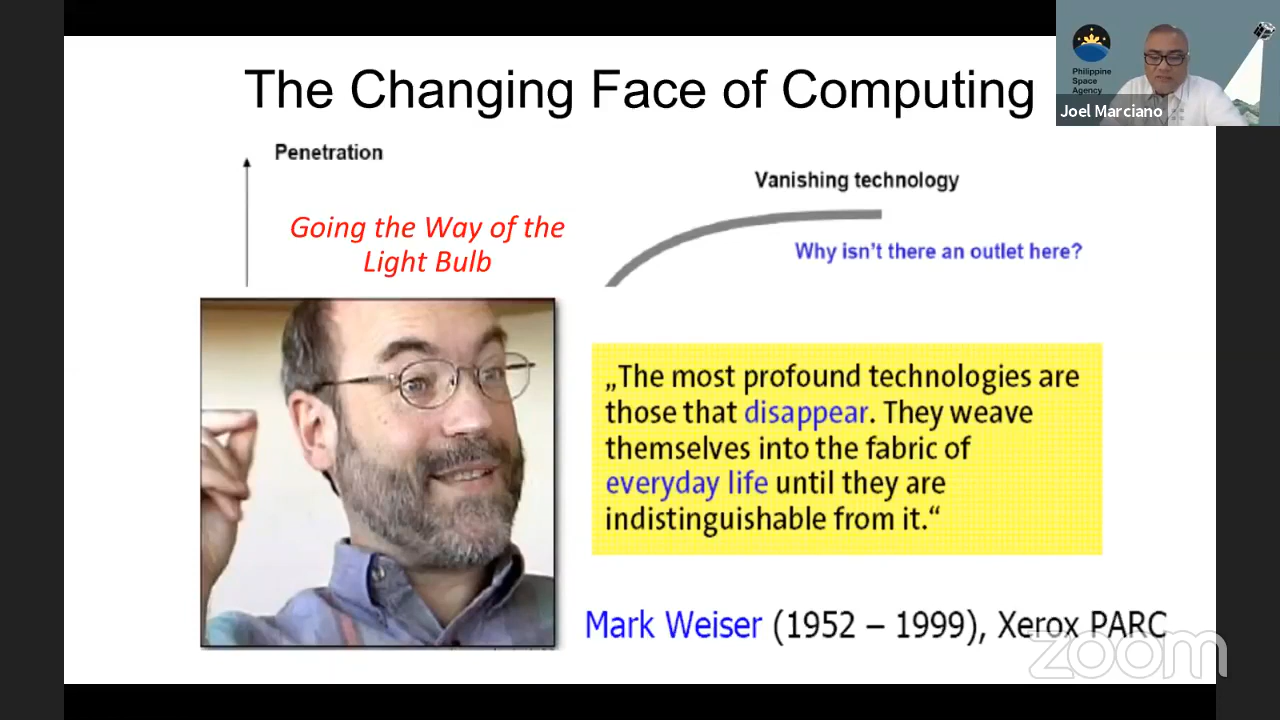 The Changing Face of Computing
Philippine
Space
Agency
Joel Marciano
Penetration
Vanishing technology
Going the Way of the
Light Bulb
Why isn't there an outlet here?
„The most profound technologies are
those that disappear. They weave
themselves into the fabric of
everyday life until they are
indistinguishable from it.“
Mark Weiser (1952 – 1999), Xerox PARC
zoom